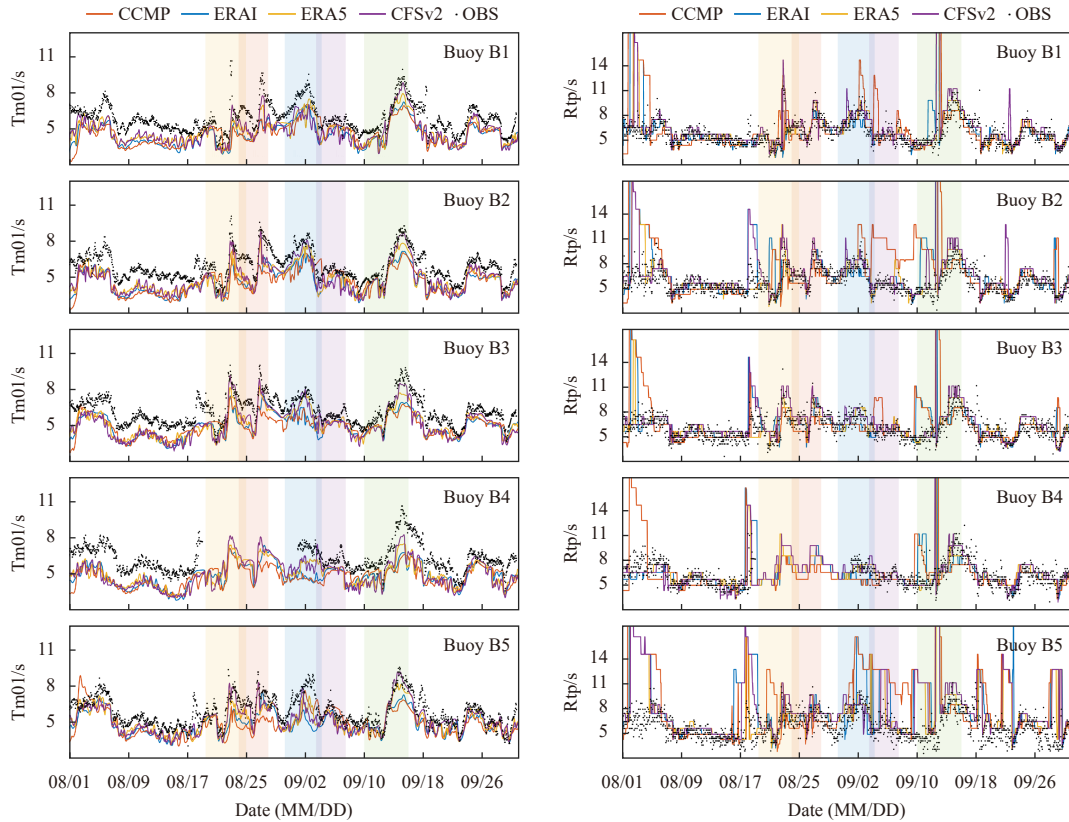 CCMP ERAI ERA5 CFSv2 OBS
CCMP ERAI ERA5 CFSv2 OBS
Tm01/s
11
8
5
Buoy B1
Rtp/s
14
11
8
5
Buoy B1
Tm01/s
11
8
5
Buoy B2
Rtp/s
14
11
8
5
Buoy B2
Tm01/s
11
8
5
Buoy B3
Rtp/s
14
11
8
5
Buoy B3
Tm01/s
11
8
5
Buoy B4
Rtp/s
14
11
8
5
Buoy B4
Tm01/s
11
8
5
Buoy B5
Rtp/s
14
11
8
5
Buoy B5
08/01 08/09 08/17 08/25 09/02 09/10 09/18 09/26
Date (MM/DD)
08/01 08/09 08/17 08/25 09/02 09/10 09/18 09/26
Date (MM/DD)